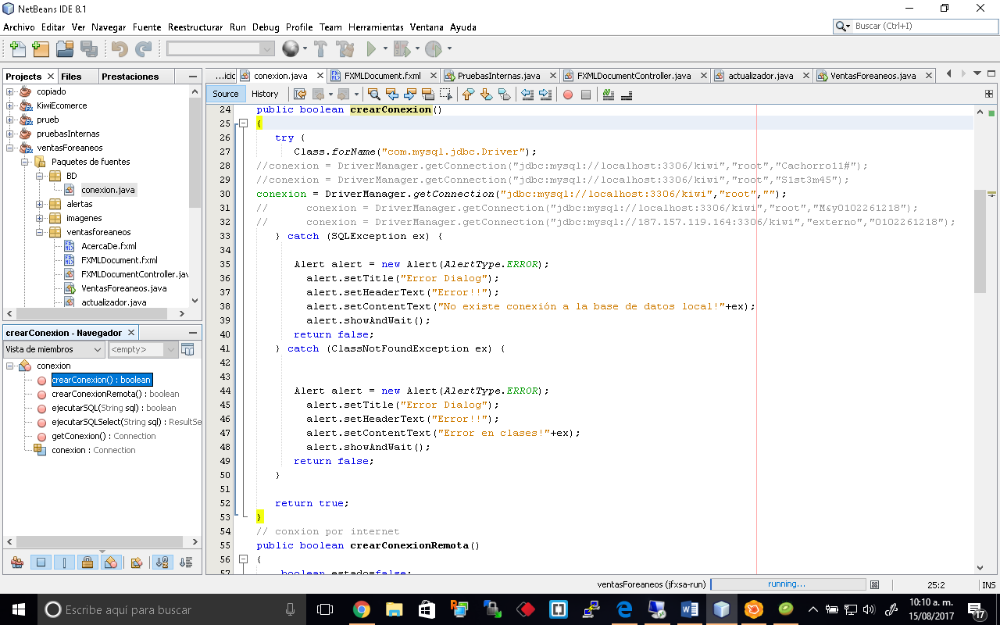 NetBeans IDE 8.1
Archivo Editar Ver Navegar Fuente Reestructurar Run Debug Profile Team Herramientas Ventana Ayuda
Buscar (Ctrl+I)
Projects Files Prestaciones
copiado
KiwiEcomerce
prueb
pruebasInternas
ventasForeaneos
Paquetes de fuentes
BD
conexion.java
alertas
imagenes
ventasforeaneos
AcercaDe.fxml
FXMLDocument.fxml
FXMLDocumentController.jav
VentasForeaneos.java
actualizador.java
crearConexion - Navegador
Vista de miembros <empty>
conexion
crearConexion() : boolean
crearConexionRemota() : boolean
ejecutarSQL(String sql) : boolean
ejecutarSQLSelect(String sql) : ResultSe
getConexion() : Connection
conexion : Connection
...icic conexion.java FXMLDocument.fxml PruebasInternas.java FXMLDocumentController.java actualizador.java VentasForaneos.java
Source History
24 public boolean crearConexion()
25 {
26 try {
27 Class.forName("com.mysql.jdbc.Driver");
28 //conexion = DriverManager.getConnection("jdbc:mysql://localhost:3306/kiwi","root","Cachorro11#");
29 //conexion = DriverManager.getConnection("jdbc:mysql://localhost:3306/kiwi","root","S1st3m45");
30 conexion = DriverManager.getConnection("jdbc:mysql://localhost:3306/kiwi","root","");
31 // conexion = DriverManager.getConnection("jdbc:mysql://localhost:3306/kiwi","root","M&y0102261218");
32 // conexion = DriverManager.getConnection("jdbc:mysql://187.157.119.164:3306/kiwi","externo","0102261218");
33 } catch (SQLException ex) {
34
35 Alert alert = new Alert(AlertType.ERROR);
36 alert.setTitle("Error Dialog");
37 alert.setHeaderText("Error!!");
38 alert.setContentText("No existe conexión a la base de datos local!"+ex);
39 alert.showAndWait();
40 return false;
41 } catch (ClassNotFoundException ex) {
42
43
44 Alert alert = new Alert(AlertType.ERROR);
45 alert.setTitle("Error Dialog");
46 alert.setHeaderText("Error!!");
47 alert.setContentText("Error en clases!"+ex);
48 alert.showAndWait();
49 return false;
50 }
51
52 return true;
53 }
54 // conxion por internet
55 public boolean crearConexionRemota()
56 {
57 boolean estado=false;
ventasForeaneos (jfxsa-run) running... 25:2 INS
Escribe aquí para buscar
10:10 a. m.
15/08/2017
17